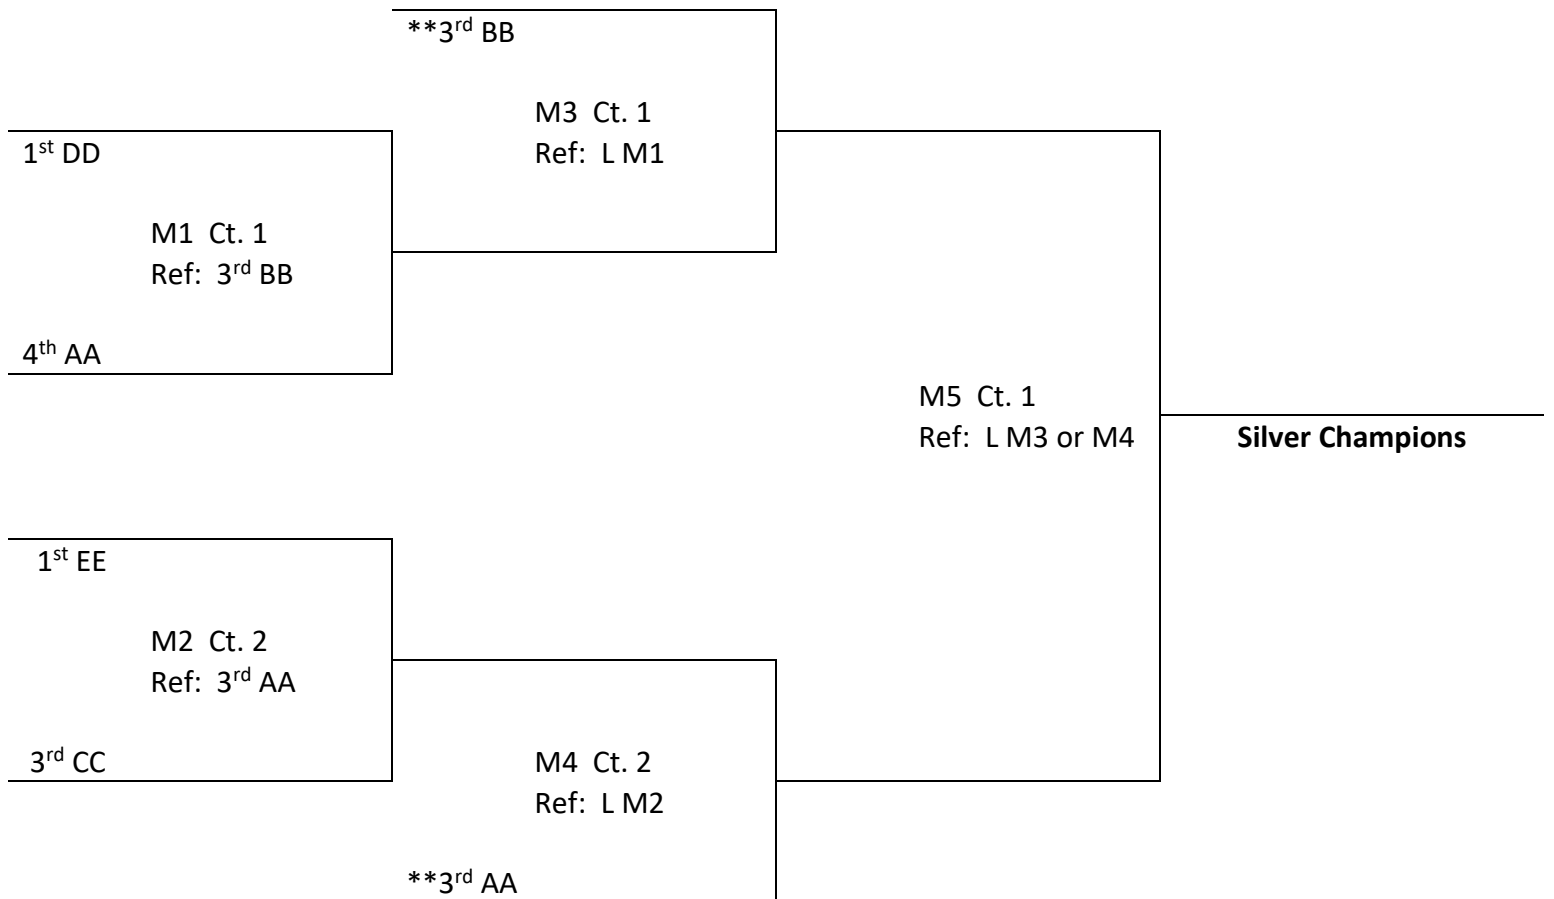 **3rd BB
M3 Ct. 1
Ref: L M1
1st DD
M1 Ct. 1
Ref: 3rd BB
4th AA
M5 Ct. 1
Ref: L M3 or M4
Silver Champions
1st EE
M2 Ct. 2
Ref: 3rd AA
3rd CC
M4 Ct. 2
Ref: L M2
**3rd AA